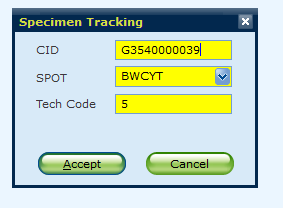 Specimen Tracking
CID G3540000039
SPOT BWCYT
Tech Code 5
Accept Cancel